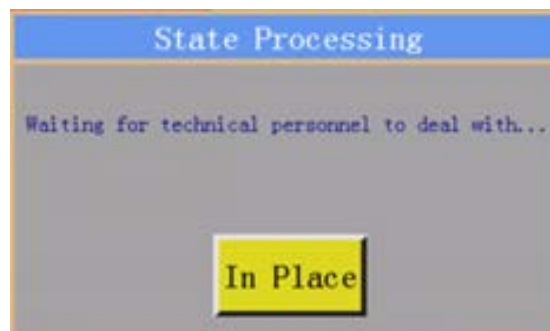 State Processing
Waiting for technical personnel to deal with...
In Place